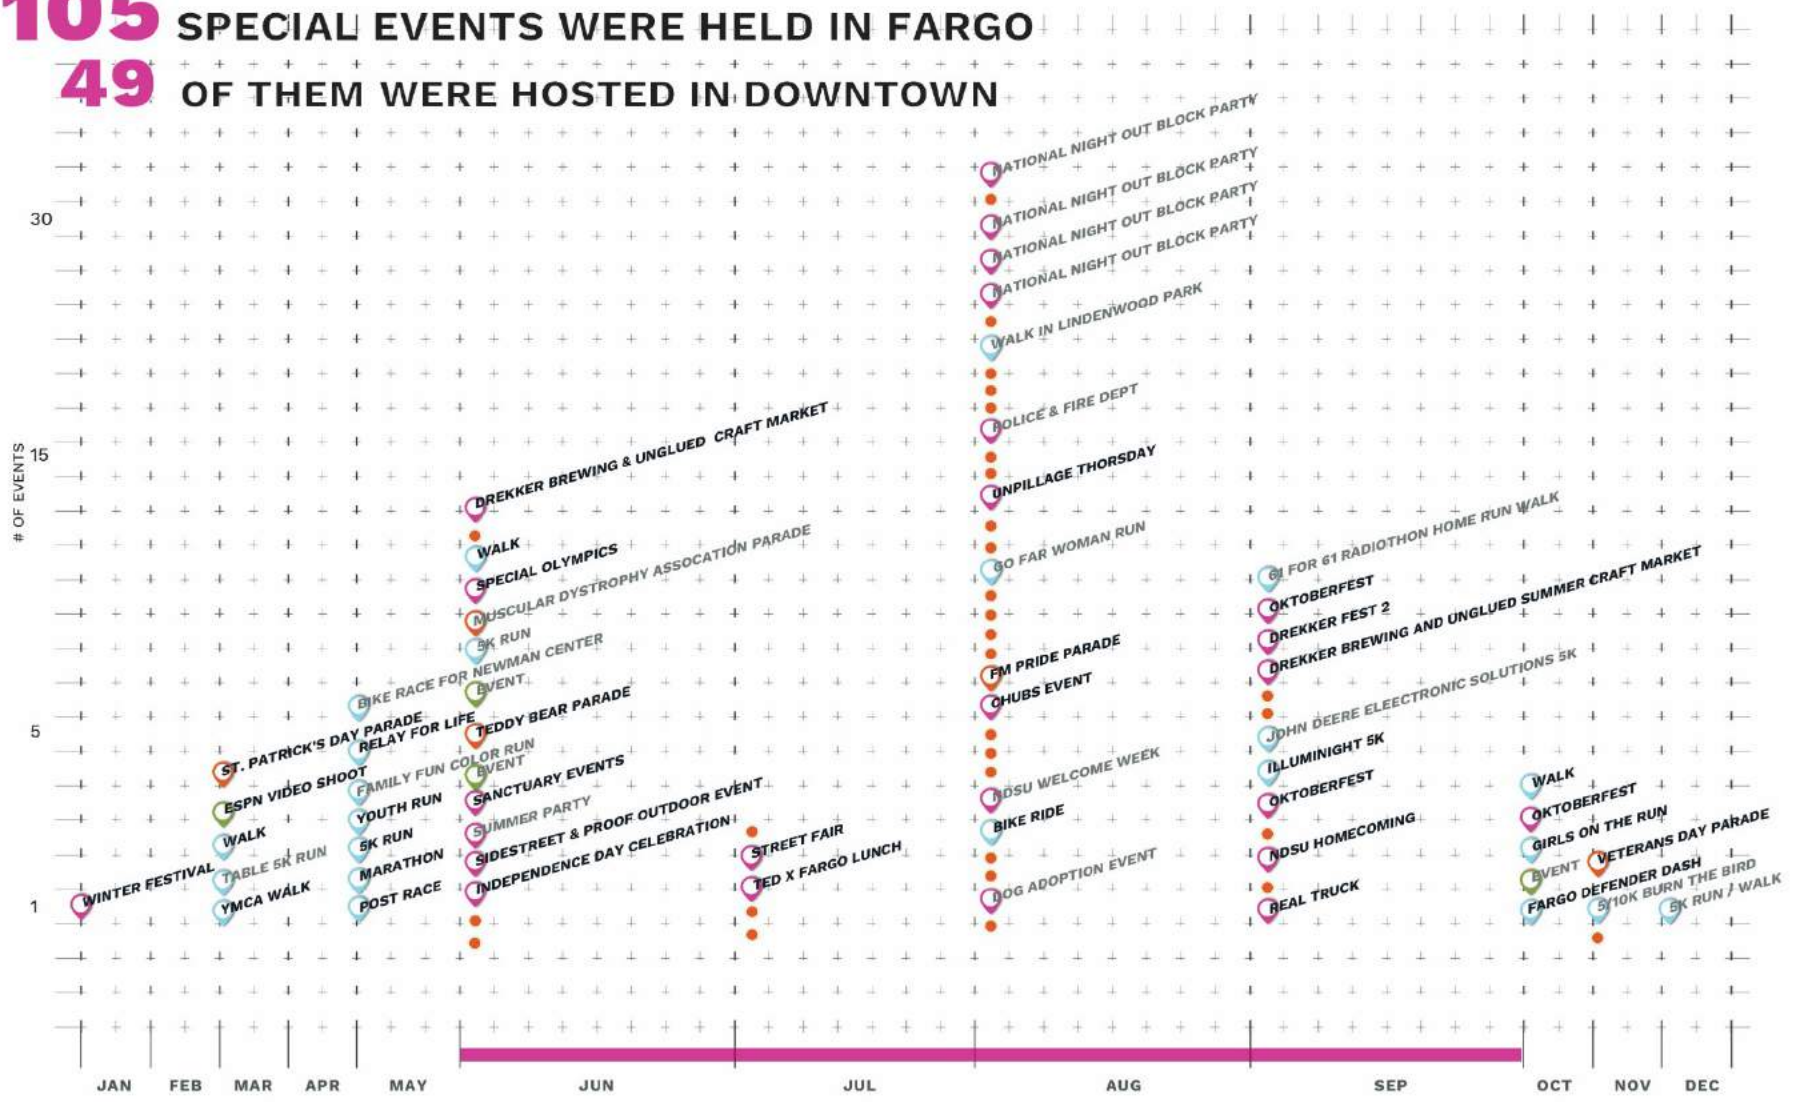 105 SPECIAL EVENTS WERE HELD IN FARGO
49 OF THEM WERE HOSTED IN DOWNTOWN
# OF EVENTS
30
15
5
1
WINTER FESTIVAL
ST. PATRICK'S DAY PARADE
ESPN VIDEO SHOOT
WALK
TABLE 5K RUN
YMCA WALK
BIKE RACE FOR NEWMAN CENTER
RELAY FOR LIFE
FAMILY FUN COLOR RUN
YOUTH RUN
5K RUN
MARATHON
POST RACE
DREKKER BREWING & UNGLUED CRAFT MARKET
WALK
SPECIAL OLYMPICS
MUSCULAR DYSTROPHY ASSOCATION PARADE
5K RUN
EVENT
TEDDY BEAR PARADE
EVENT
SANCTUARY EVENTS
SUMMER PARTY
SIDESTREET & PROOF OUTDOOR EVENT
INDEPENDENCE DAY CELEBRATION
STREET FAIR
TED X FARGO LUNCH
NATIONAL NIGHT OUT BLOCK PARTY
NATIONAL NIGHT OUT BLOCK PARTY
NATIONAL NIGHT OUT BLOCK PARTY
NATIONAL NIGHT OUT BLOCK PARTY
WALK IN LINDENWOOD PARK
POLICE & FIRE DEPT
UNPILLAGE THORSDAY
GO FAR WOMAN RUN
FM PRIDE PARADE
CHUBS EVENT
NDSU WELCOME WEEK
BIKE RIDE
DOG ADOPTION EVENT
61 FOR 61 RADIOTHON HOME RUN WALK
OKTOBERFEST
DREKKER FEST 2
DREKKER BREWING AND UNGLUED SUMMER CRAFT MARKET
JOHN DEERE ELEECTRONIC SOLUTIONS 5K
ILLUMINIGHT 5K
OKTOBERFEST
NDSU HOMECOMING
REAL TRUCK
WALK
OKTOBERFEST
GIRLS ON THE RUN
EVENT
FARGO DEFENDER DASH
VETERANS DAY PARADE
5/10K BURN THE BIRD
5K RUN / WALK
JAN FEB MAR APR MAY JUN JUL AUG SEP OCT NOV DEC